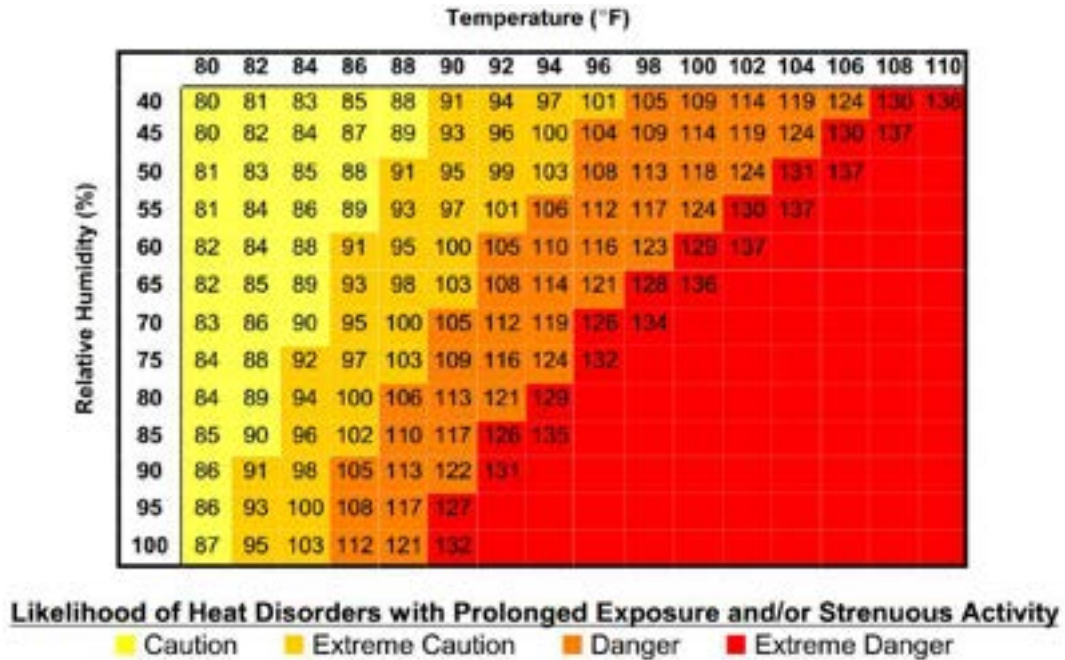 Temperature (°F)
80 82 84 86 88 90 92 94 96 98 100 102 104 106 108 110
Relative Humidity (%)
40 80 81 83 85 88 91 94 97 101 105 109 114 119 124 130 136
45 80 82 84 87 89 93 96 100 104 109 114 119 124 130 137
50 81 83 85 88 91 95 99 103 108 113 118 124 131 137
55 81 84 86 89 93 97 101 106 112 117 124 130 137
60 82 84 88 91 95 100 105 110 116 123 129 137
65 82 85 89 93 98 103 108 114 121 128 136
70 83 86 90 95 100 105 112 119 126 134
75 84 88 92 97 103 109 116 124 132
80 84 89 94 100 106 113 121 129
85 85 90 96 102 110 117 126 135
90 86 91 98 105 113 122 131
95 86 93 100 108 117 127
100 87 95 103 112 121 132
Likelihood of Heat Disorders with Prolonged Exposure and/or Strenuous Activity
Caution Extreme Caution Danger Extreme Danger